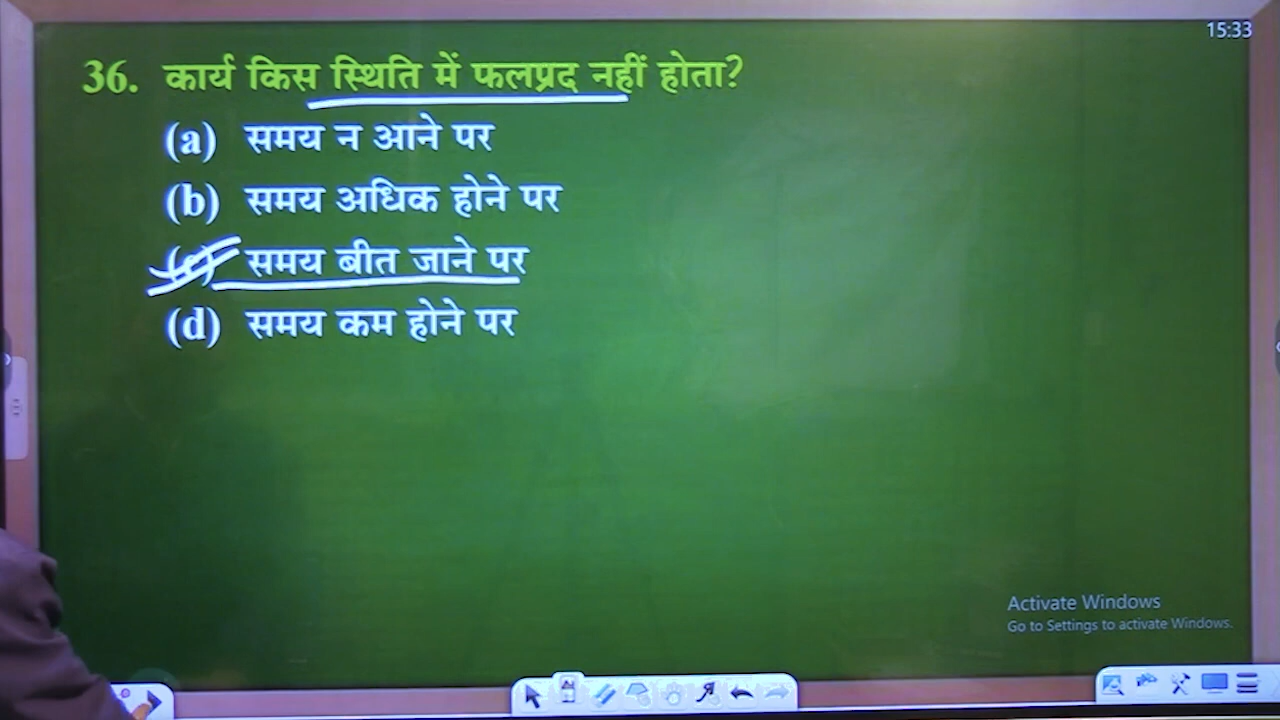 15:33
36. कार्य किस स्थिति में फलप्रद नहीं होता?
(a) समय न आने पर
(b) समय अधिक होने पर
(c) समय बीत जाने पर
(d) समय कम होने पर
Activate Windows
Go to Settings to activate Windows.